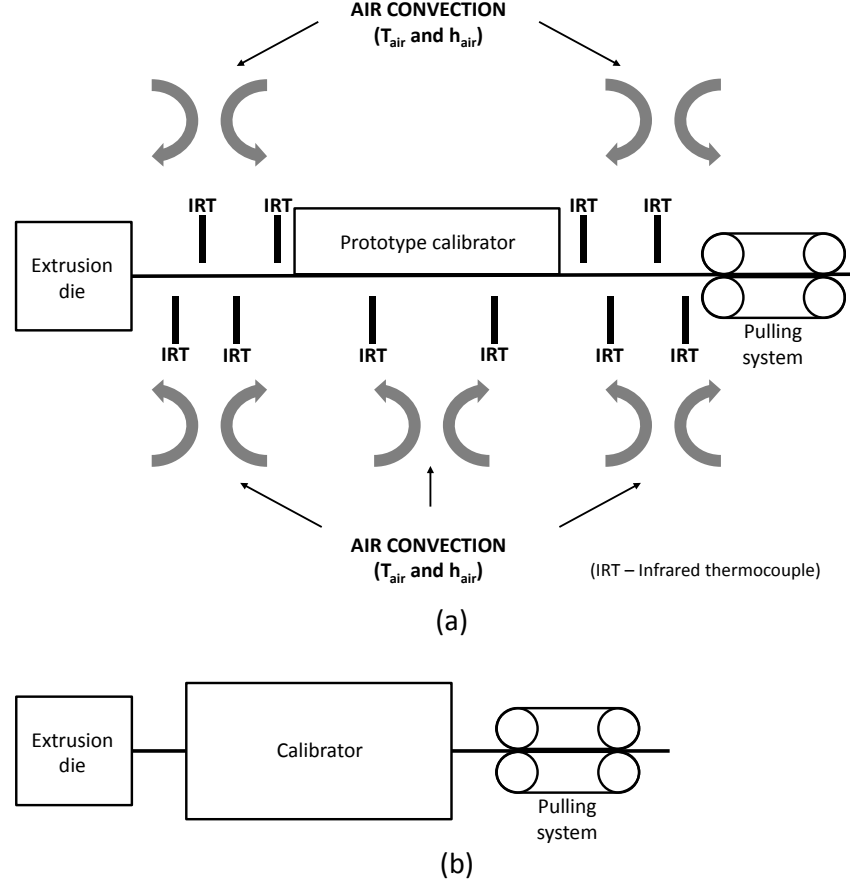 AIR CONVECTION
(Tair and hair)
IRT IRT IRT IRT
Extrusion
die
Prototype calibrator
IRT IRT IRT IRT IRT IRT
Pulling
system
AIR CONVECTION
(Tair and hair)
(IRT – Infrared thermocouple)
(a)
Extrusion
die
Calibrator
Pulling
system
(b)